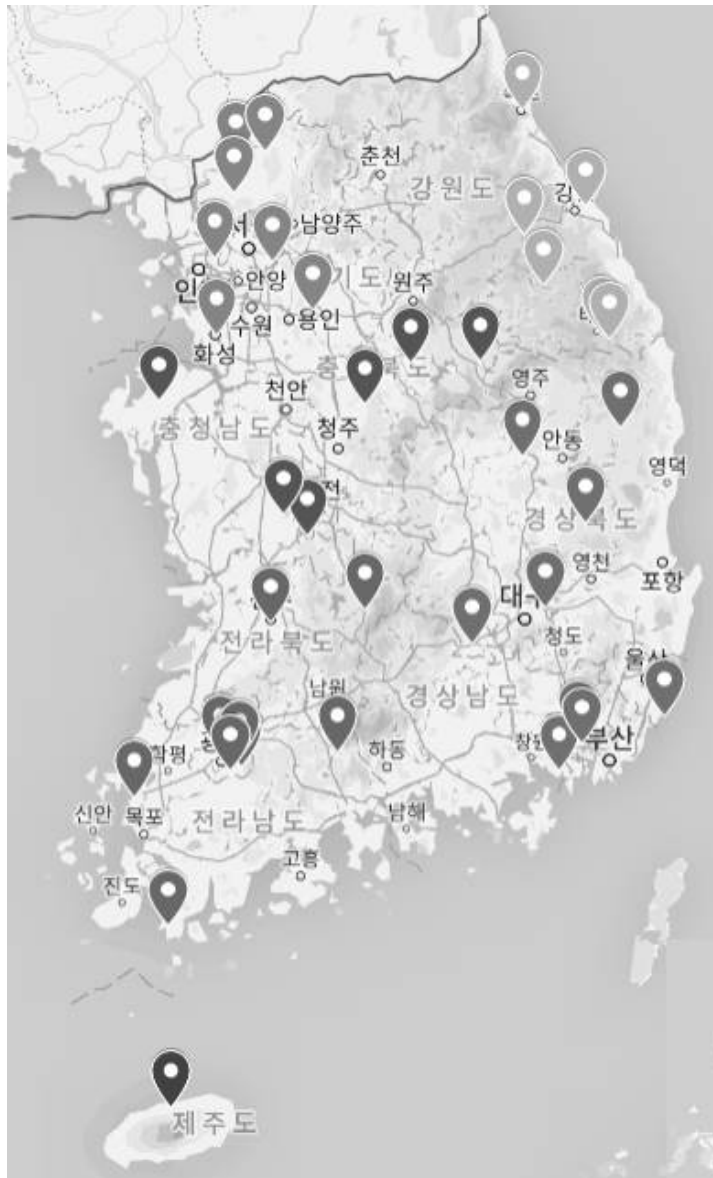 춘천
강원도
남양주
안양
기도
원주
용인
수원
화성
영주
천안
충청남도
청주
안동
영덕
경상북도
영천
포항
청도
전라북도
남원
경상남도
하동
부산
신안
목포
전라남도
남해
고흥
진도
제주도